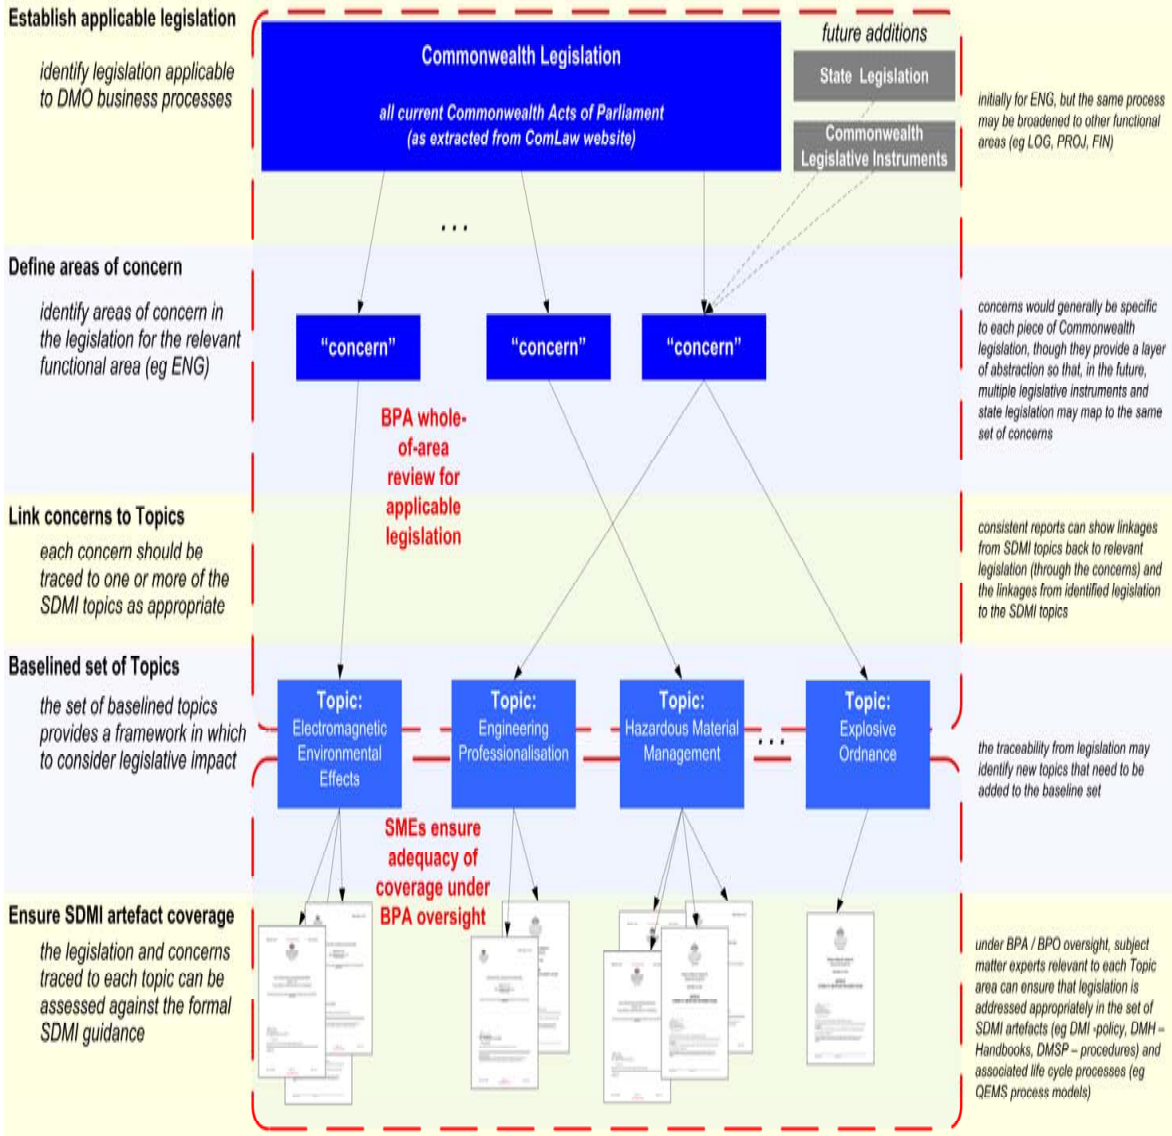 Establish applicable legislation
identify legislation applicable
to DMO business processes
Commonwealth Legislation
all current Commonwealth Acts of Parliament
(as extracted from ComLaw website)
future additions
State Legislation
Commonwealth
Legislative Instruments
initially for ENG, but the same process
may be broadened to other functional
areas (eg LOG, PROJ, FIN)
. . .
Define areas of concern
identify areas of concern in
the legislation for the relevant
functional area (eg ENG)
“concern”
“concern”
“concern”
concerns would generally be specific
to each piece of Commonwealth
legislation, though they provide a layer
of abstraction so that, in the future,
multiple legislative instruments and
state legislation may map to the same
set of concerns
BPA whole-
of-area
review for
applicable
legislation
Link concerns to Topics
each concern should be
traced to one or more of the
SDMI topics as appropriate
consistent reports can show linkages
from SDMI topics back to relevant
legislation (through the concerns) and
the linkages from identified legislation
to the SDMI topics
Baselined set of Topics
the set of baselined topics
provides a framework in which
to consider legislative impact
Topic:
Electromagnetic
Environmental
Effects
Topic:
Engineering
Professionalisation
Topic:
Hazardous Material
Management
. . .
Topic:
Explosive
Ordnance
the traceability from legislation may
identify new topics that need to be
added to the baseline set
SMEs ensure
adequacy of
coverage under
BPA oversight
Ensure SDMI artefact coverage
the legislation and concerns
traced to each topic can be
assessed against the formal
SDMI guidance
under BPA / BPO oversight, subject
matter experts relevant to each Topic
area can ensure that legislation is
addressed appropriately in the set of
SDMI artefacts (eg DMI -policy, DMH –
Handbooks, DMSP – procedures) and
associated life cycle processes (eg
QEMS process models)